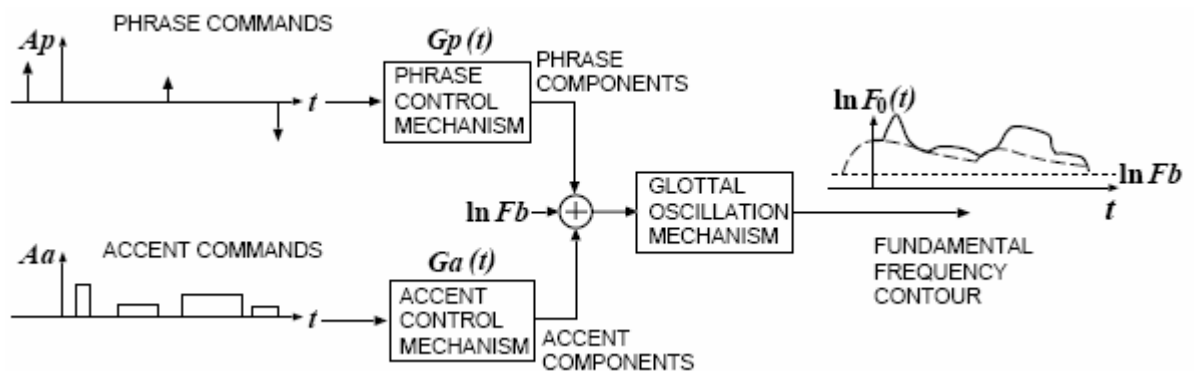 PHRASE COMMANDS
Ap
t
Gp (t)
PHRASE
CONTROL
MECHANISM
PHRASE
COMPONENTS
ln Fb
+
GLOTTAL
OSCILLATION
MECHANISM
ln F0(t)
ln Fb
t
FUNDAMENTAL
FREQUENCY
CONTOUR
ACCENT COMMANDS
Aa
t
Ga (t)
ACCENT
CONTROL
MECHANISM
ACCENT
COMPONENTS